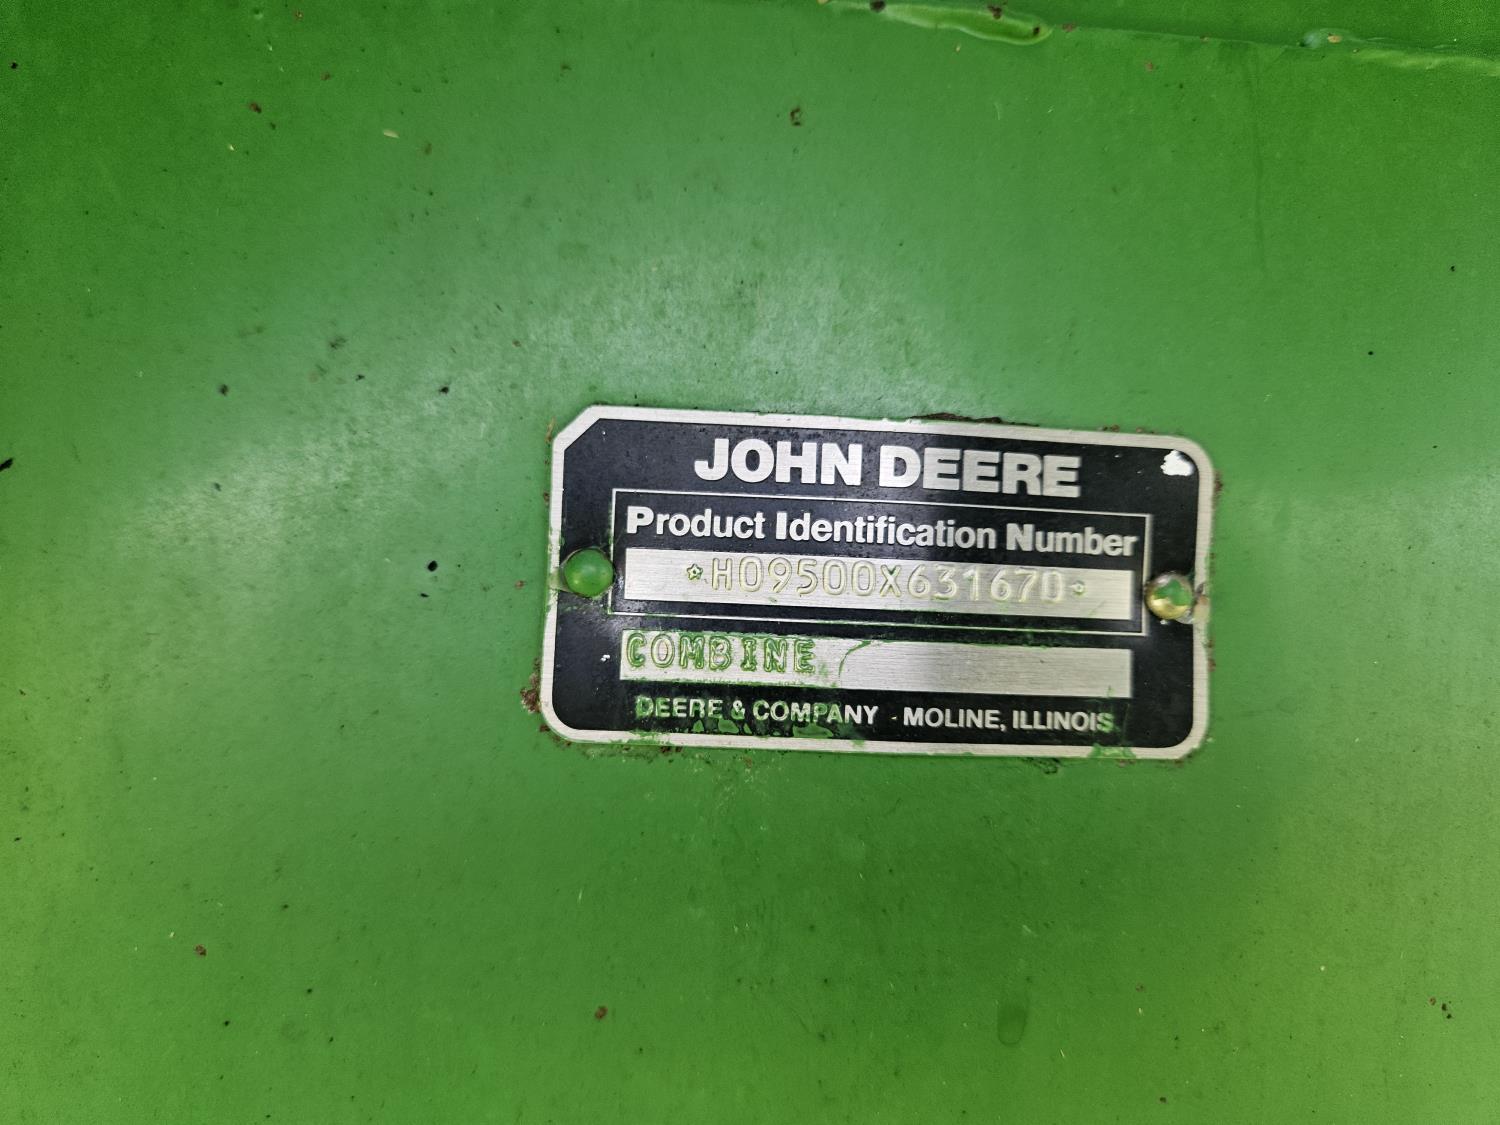 JOHN DEERE
Product Identification Number
*H09500X631670*
COMBINE
DEERE & COMPANY - MOLINE, ILLINOIS